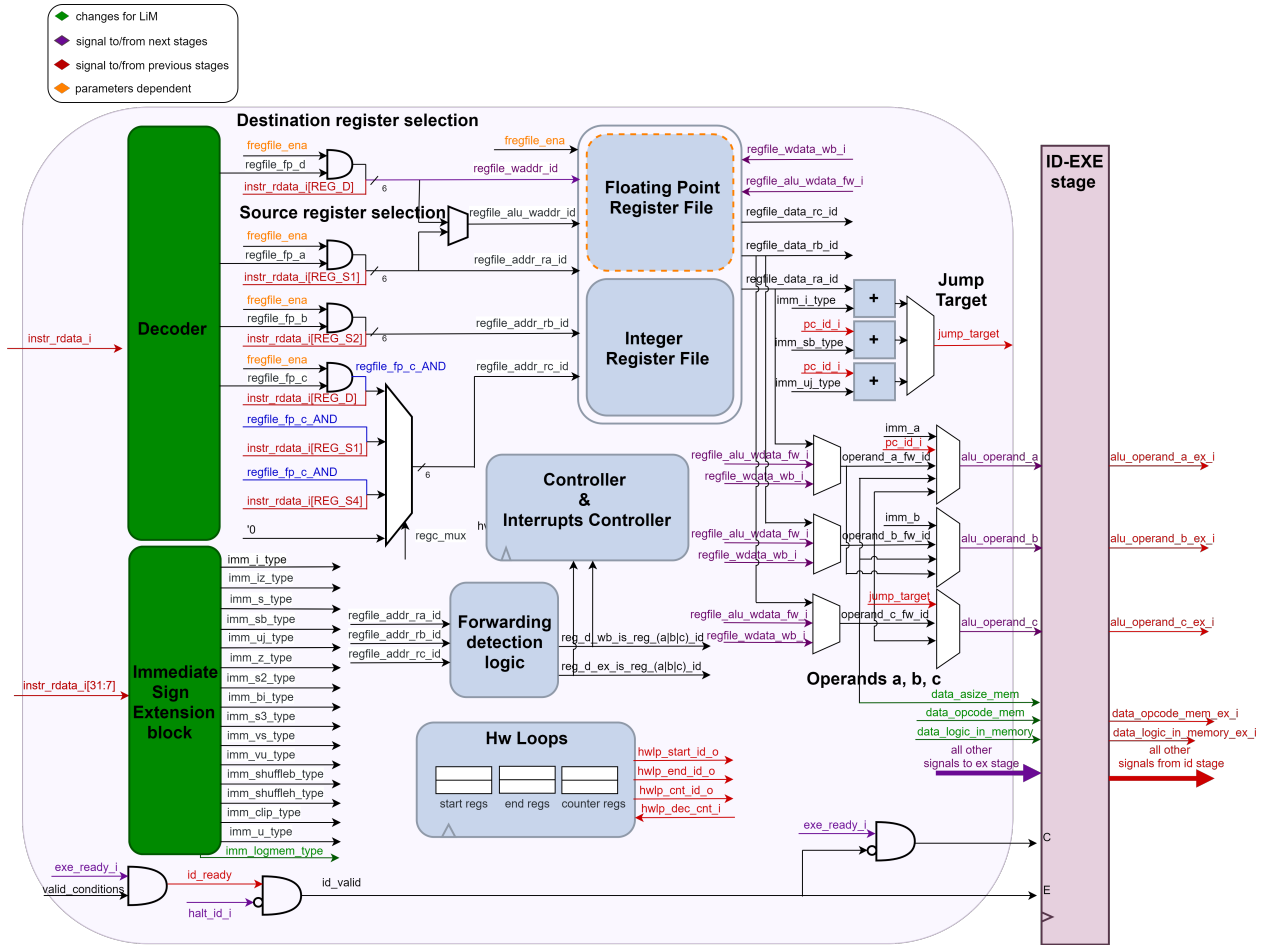 changes for LiM
signal to/from next stages
signal to/from previous stages
parameters dependent
Destination register selection
fregfile_ena
regfile_fp_d
instr_rdata_i[REG_D]
6
Source register selection
fregfile_ena
regfile_fp_a
instr_rdata_i[REG_S1]
6
fregfile_ena
regfile_fp_b
instr_rdata_i[REG_S2]
6
fregfile_ena
regfile_fp_c
regfile_fp_c_AND
instr_rdata_i[REG_D]
regfile_fp_c_AND
instr_rdata_i[REG_S1]
regfile_fp_c_AND
instr_rdata_i[REG_S4]
'0
6
regc_mux
instr_rdata_i
Decoder
fregfile_ena
regfile_waddr_id
regfile_alu_waddr_id
regfile_addr_ra_id
regfile_addr_rb_id
regfile_addr_rc_id
Floating Point
Register File
Integer
Register File
regfile_wdata_wb_i
regfile_alu_wdata_fw_i
regfile_data_rc_id
regfile_data_rb_id
regfile_data_ra_id
imm_i_type
pc_id_i
imm_sb_type
pc_id_i
imm_uj_type
+
+
+
Jump
Target
jump_target
ID-EXE
stage
hw
Controller
&
Interrupts Controller
regfile_alu_wdata_fw_i
regfile_wdata_wb_i
operand_a_fw_id
imm_a
pc_id_i
alu_operand_a
alu_operand_a_ex_i
regfile_alu_wdata_fw_i
regfile_wdata_wb_i
operand_b_fw_id
imm_b
alu_operand_b
alu_operand_b_ex_i
regfile_alu_wdata_fw_i
regfile_wdata_wb_i
operand_c_fw_id
jump_target
alu_operand_c
alu_operand_c_ex_i
Operands a, b, c
instr_rdata_i[31:7]
Immediate
Sign
Extension
block
imm_i_type
imm_iz_type
imm_s_type
imm_sb_type
imm_uj_type
imm_z_type
imm_s2_type
imm_bi_type
imm_s3_type
imm_vs_type
imm_vu_type
imm_shuffleb_type
imm_shuffleh_type
imm_clip_type
imm_u_type
imm_logmem_type
regfile_addr_ra_id
regfile_addr_rb_id
regfile_addr_rc_id
Forwarding
detection
logic
reg_d_wb_is_reg_(a|b|c)_id
reg_d_ex_is_reg_(a|b|c)_id
Hw Loops
start regs
end regs
counter regs
hwlp_start_id_o
hwlp_end_id_o
hwlp_cnt_id_o
hwlp_dec_cnt_i
data_asize_mem
data_opcode_mem
data_logic_in_memory
all other
signals to ex stage
data_opcode_mem_ex_i
data_logic_in_memory_ex_i
all other
signals from id stage
exe_ready_i
C
E
exe_ready_i
valid_conditions
id_ready
halt_id_i
id_valid